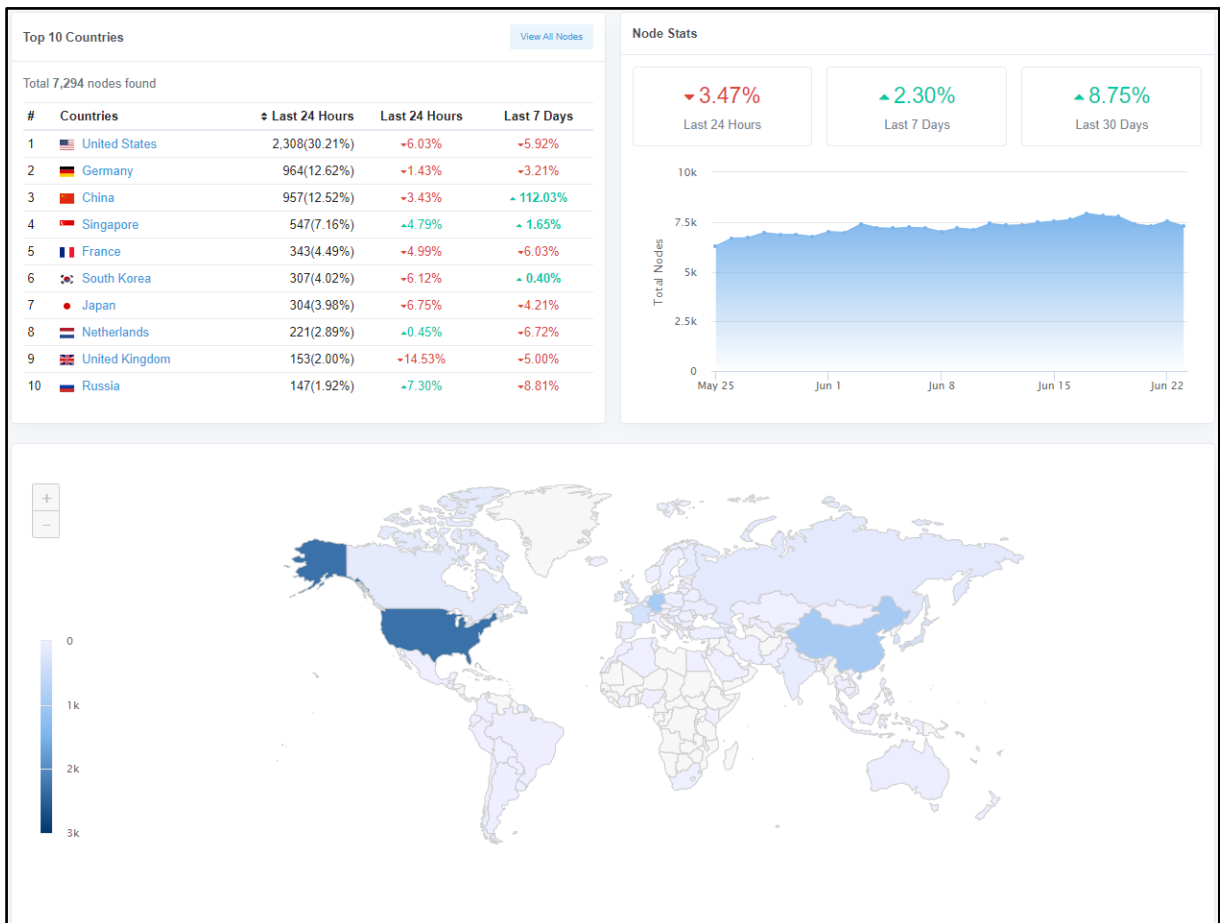 Top 10 Countries
View All Nodes
Total 7,294 nodes found
# Countries Last 24 Hours Last 24 Hours Last 7 Days
1 United States 2,308(30.21%) 6.03% 5.92%
2 Germany 964(12.62%) 1.43% 3.21%
3 China 957(12.52%) 3.43% 112.03%
4 Singapore 547(7.16%) 4.79% 1.65%
5 France 343(4.49%) 4.99% 6.03%
6 South Korea 307(4.02%) 6.12% 0.40%
7 Japan 304(3.98%) 6.75% 4.21%
8 Netherlands 221(2.89%) 0.45% 6.72%
9 United Kingdom 153(2.00%) 14.53% 5.00%
10 Russia 147(1.92%) 7.30% 8.81%
Node Stats
3.47% 2.30% 8.75%
Last 24 Hours Last 7 Days Last 30 Days
Total Nodes
10k
7.5k
5k
2.5k
0
May 25 Jun 1 Jun 8 Jun 15 Jun 22
+
−
0
1k
2k
3k